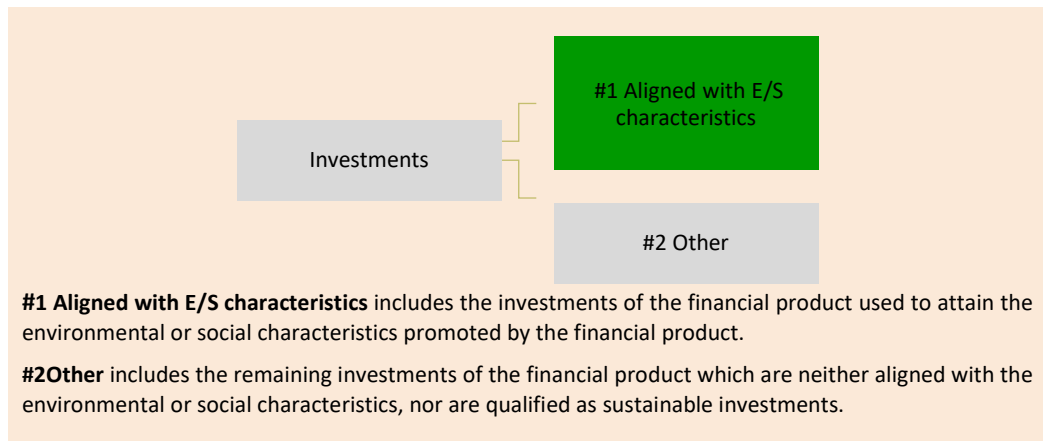 #1 Aligned with E/S
characteristics
Investments
#2 Other
#1 Aligned with E/S characteristics includes the investments of the financial product used to attain the
environmental or social characteristics promoted by the financial product.
#2Other includes the remaining investments of the financial product which are neither aligned with the
environmental or social characteristics, nor are qualified as sustainable investments.